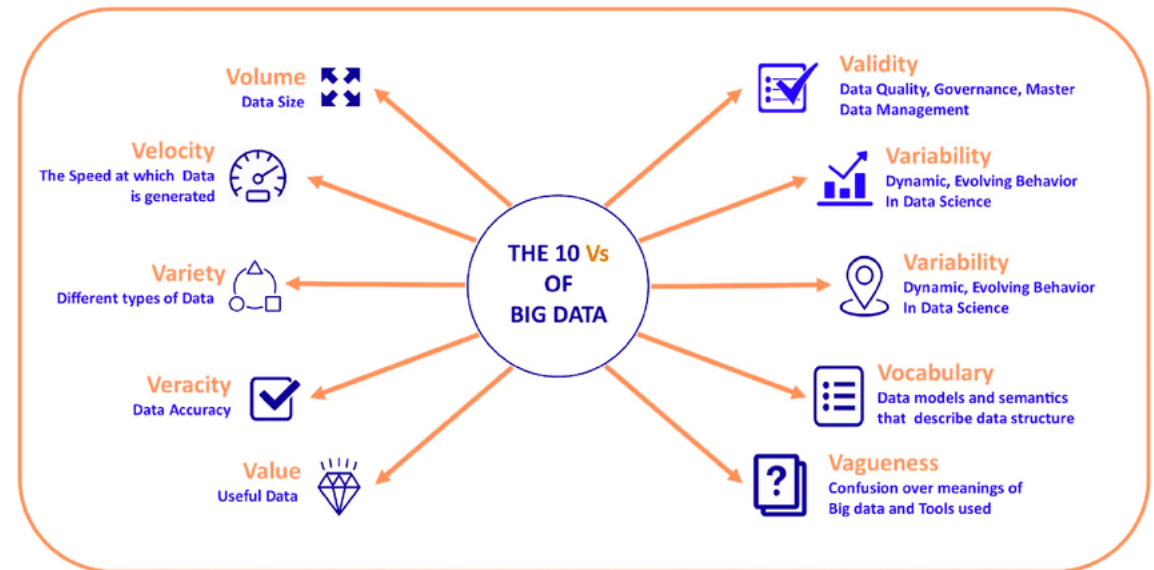 Volume
Data Size
Velocity
The Speed at which Data
is generated
Variety
Different types of Data
Veracity
Data Accuracy
Value
Useful Data
THE 10 Vs
OF
BIG DATA
Validity
Data Quality, Governance, Master
Data Management
Variability
Dynamic, Evolving Behavior
In Data Science
Variability
Dynamic, Evolving Behavior
In Data Science
Vocabulary
Data models and semantics
that describe data structure
Vagueness
Confusion over meanings of
Big data and Tools used
?